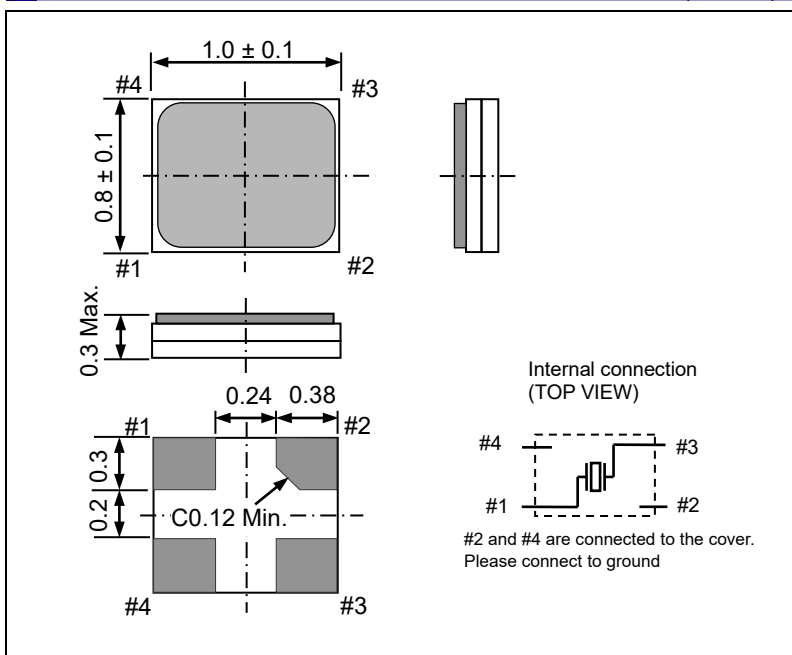 1.0 ± 0.1
#4
#3
0.8 ± 0.1
#1
#2
0.3 Max.
0.24
0.38
#1
#2
0.3
0.2
C0.12 Min.
#4
#3
Internal connection
(TOP VIEW)
#4
#3
#1
#2
#2 and #4 are connected to the cover.
Please connect to ground